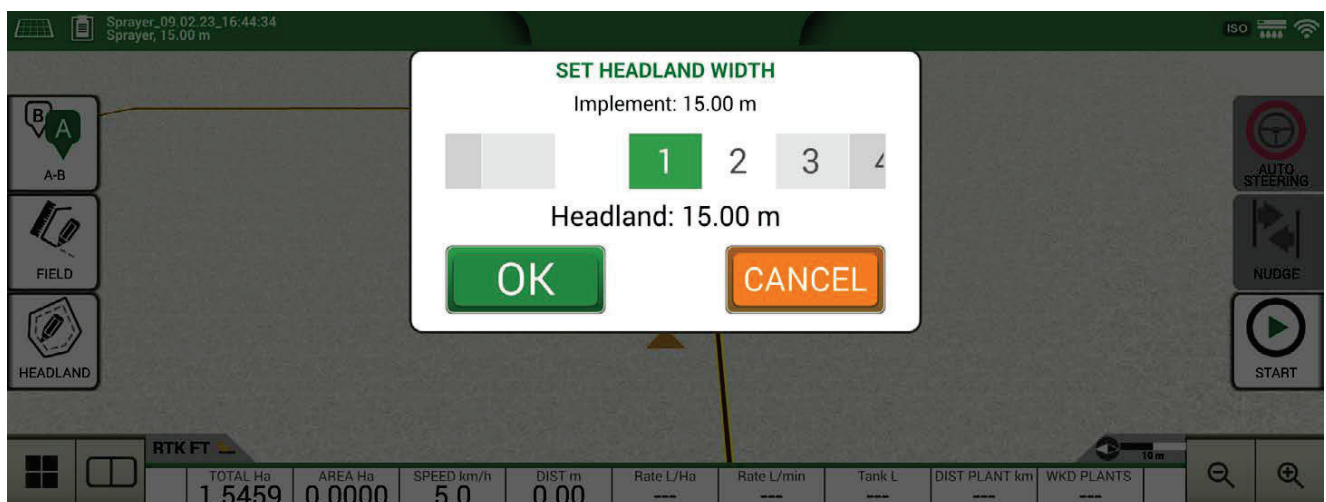 Sprayer_09.02.23_16:44:34
Sprayer, 15.00 m
ISO
SET HEADLAND WIDTH
Implement: 15.00 m
1 2 3 4
Headland: 15.00 m
OK
CANCEL
B
A
A-B
FIELD
HEADLAND
AUTO
STEERING
NUDGE
START
RTK FT
10 m
TOTAL Ha
1.5459
AREA Ha
0.0000
SPEED km/h
5.0
DIST m
0.00
Rate L/Ha
---
Rate L/min
---
Tank L
---
DIST PLANT km
---
WKD PLANTS
---